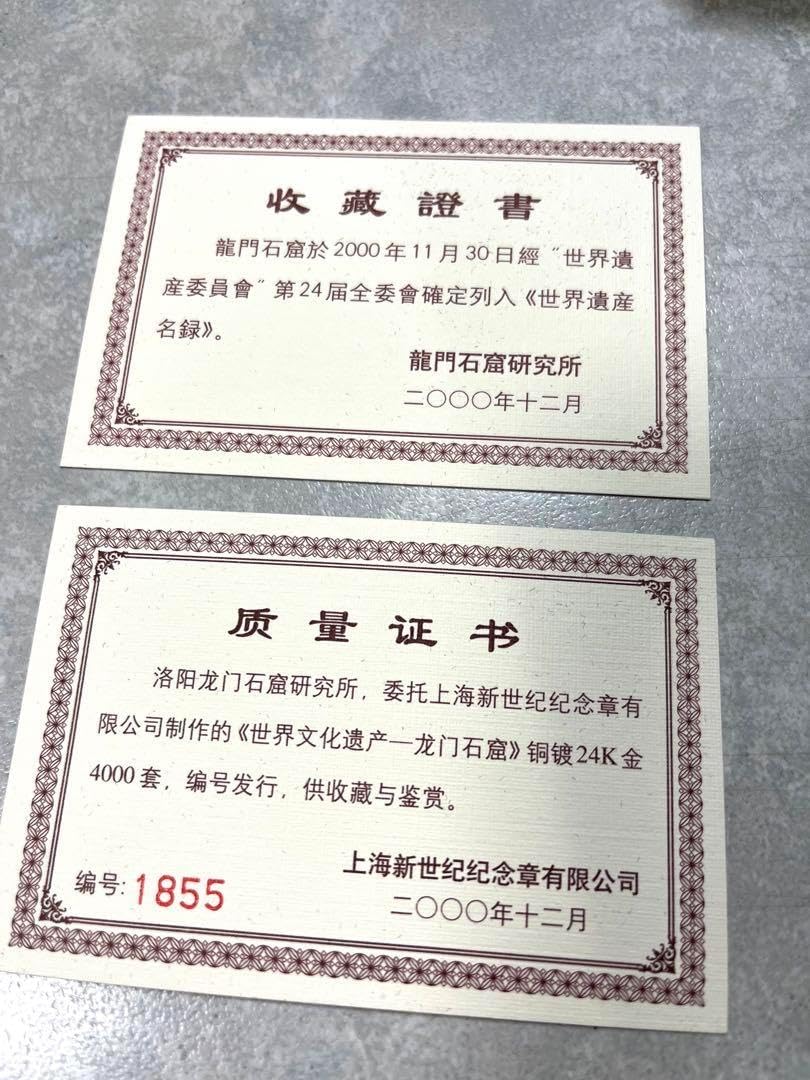 收藏證書
龍門石窟於2000年11月30日經“世界遺
産委員會”第24届全委會確定列入《世界遺産
名録》。
龍門石窟研究所
二〇〇〇年十二月
质量证书
洛阳龙门石窟研究所，委托上海新世纪纪念章有
限公司制作的《世界文化遗产—龙门石窟》铜镀24K金
4000套，编号发行，供收藏与鉴赏。
上海新世纪纪念章有限公司
编号:1855
二〇〇〇年十二月